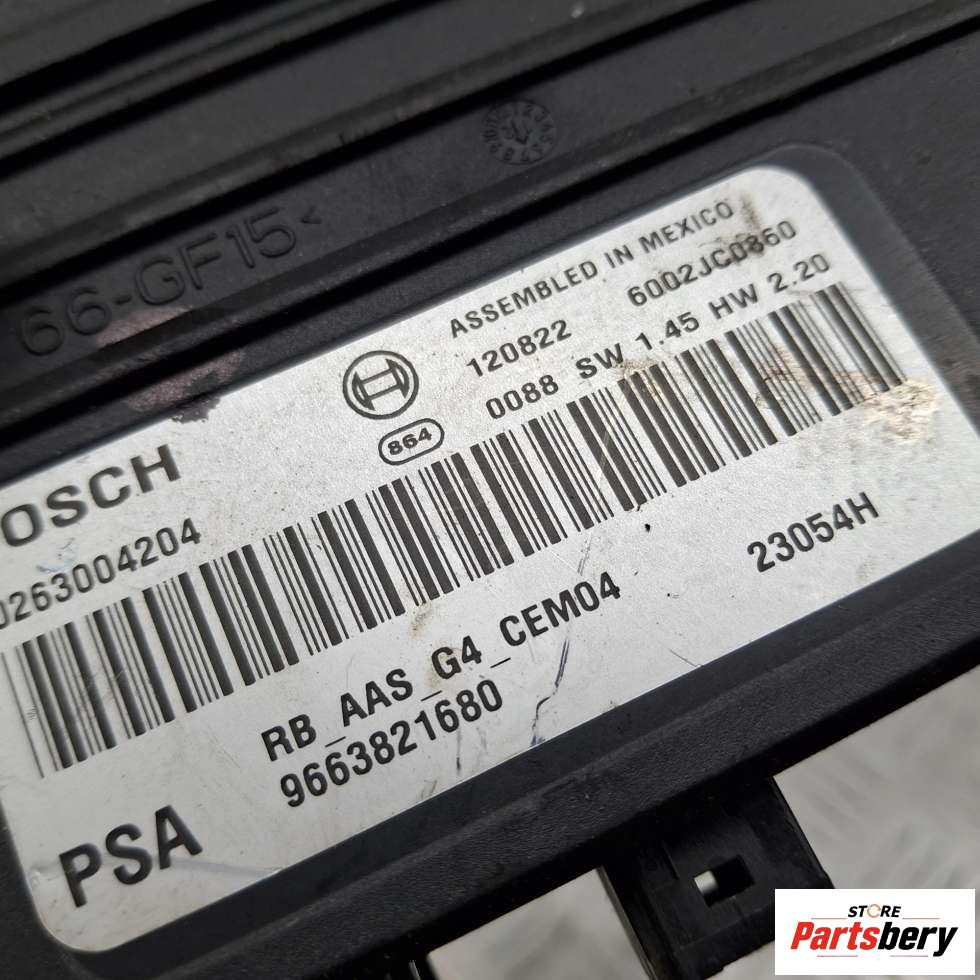 66-GF15<
ASSEMBLED IN MEXICO
120822 6002JC0860
864
0088 SW 1.45 HW 2.20
OSCH
0263004204
RB_AAS_G4_CEM04 23054H
9663821680
PSA
STORE
Partsbery